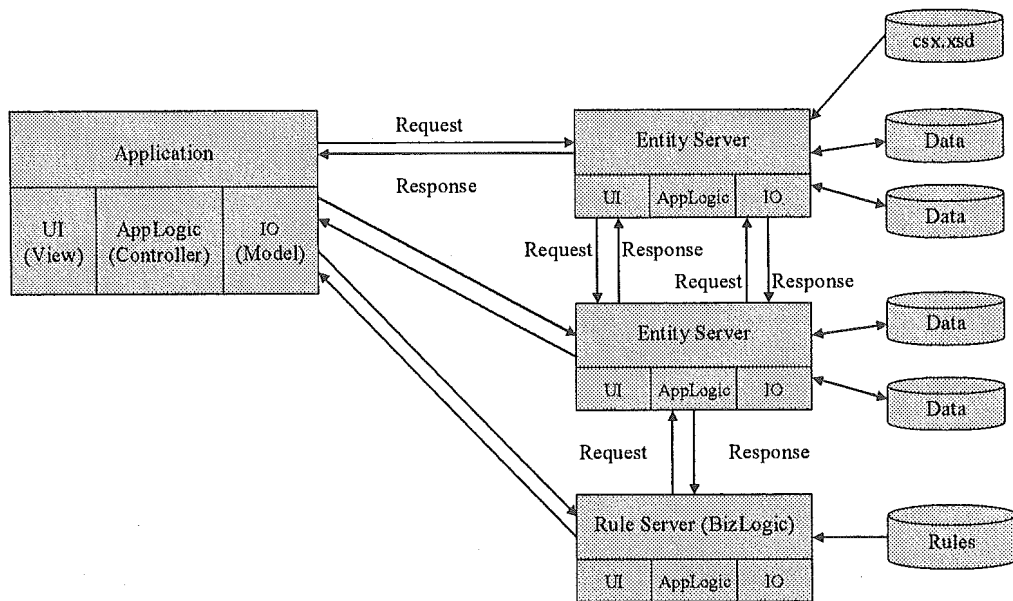 csx.xsd
Request
Entity Server
Data
Application
Response
UI AppLogic IO
Data
UI
(View)
AppLogic
(Controller)
IO
(Model)
Request Response
Request Response
Entity Server
Data
UI AppLogic IO
Data
Request Response
Rule Server (BizLogic)
Rules
UI AppLogic IO